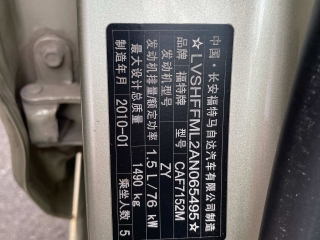 中国·长安福特马自达汽车有限公司制造
★LVSHFFML2AN065495★
品牌 福特牌 型号 CAF7152M
发动机型号 ZY
发动机排量额定功率 1.5L/76 kW
最大设计总质量 1490 kg
制造年月 2010-01 乘坐人数 5